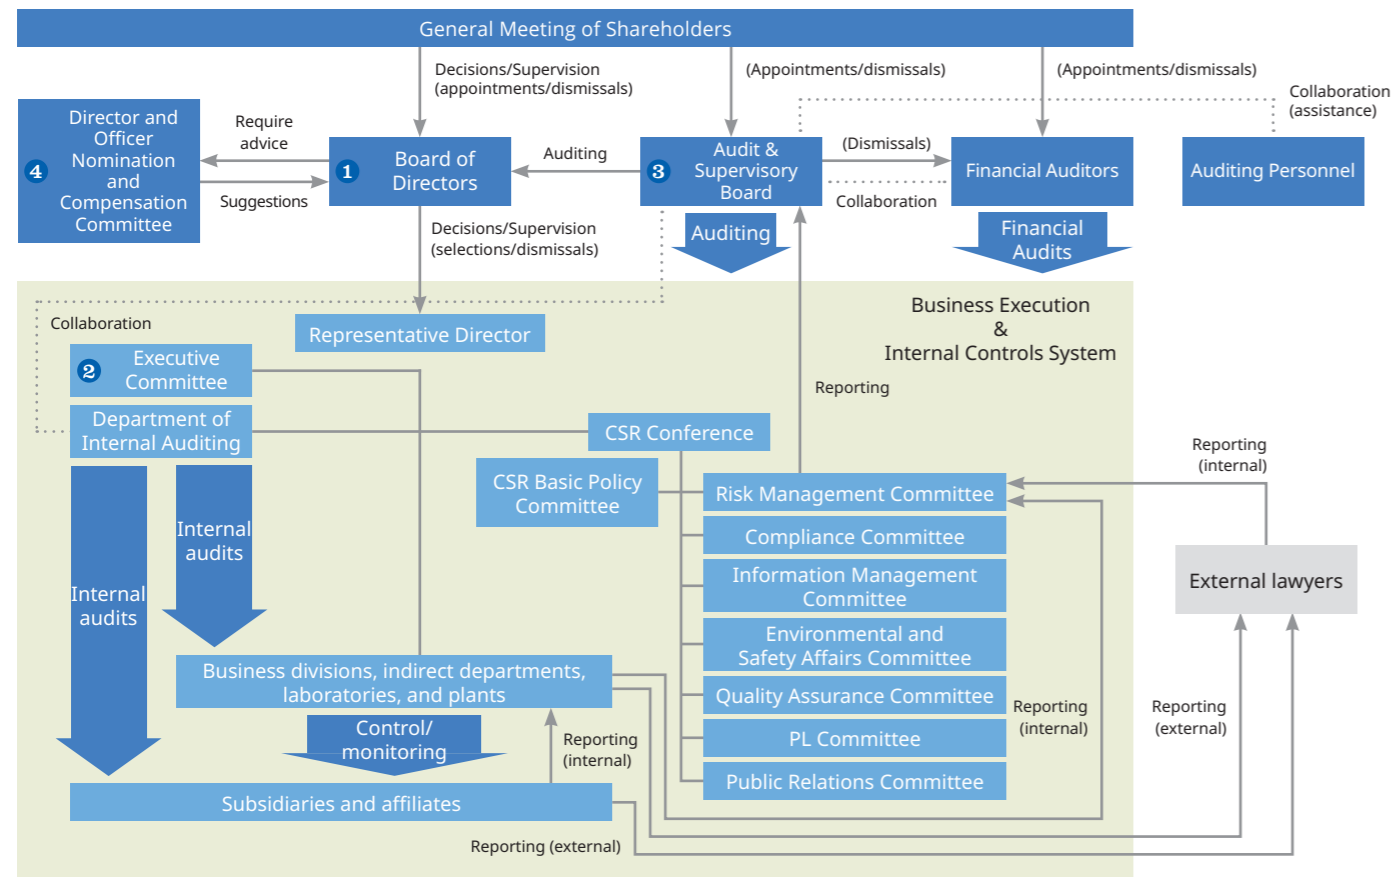 General Meeting of Shareholders
Decisions/Supervision
(appointments/dismissals)
(Appointments/dismissals)
(Appointments/dismissals)
Collaboration
(assistance)
Director and
Officer
Nomination
and
Compensation
Committee
4
Require
advice
Suggestions
1
Board of
Directors
Auditing
3
Audit &
Supervisory
Board
(Dismissals)
Collaboration
Financial Auditors
Auditing Personnel
Decisions/Supervision
(selections/dismissals)
Auditing
Financial
Audits
Business Execution
&
Internal Controls System
Collaboration
Representative Director
2
Executive
Committee
Reporting
Department of
Internal Auditing
CSR Conference
CSR Basic Policy
Committee
Risk Management Committee
Reporting
(internal)
Compliance Committee
Internal
audits
Internal
audits
Information Management
Committee
External lawyers
Environmental and
Safety Affairs Committee
Business divisions, indirect departments,
laboratories, and plants
Quality Assurance Committee
Reporting
(internal)
Reporting
(external)
Control/
monitoring
Reporting
(internal)
PL Committee
Public Relations Committee
Subsidiaries and affiliates
Reporting (external)